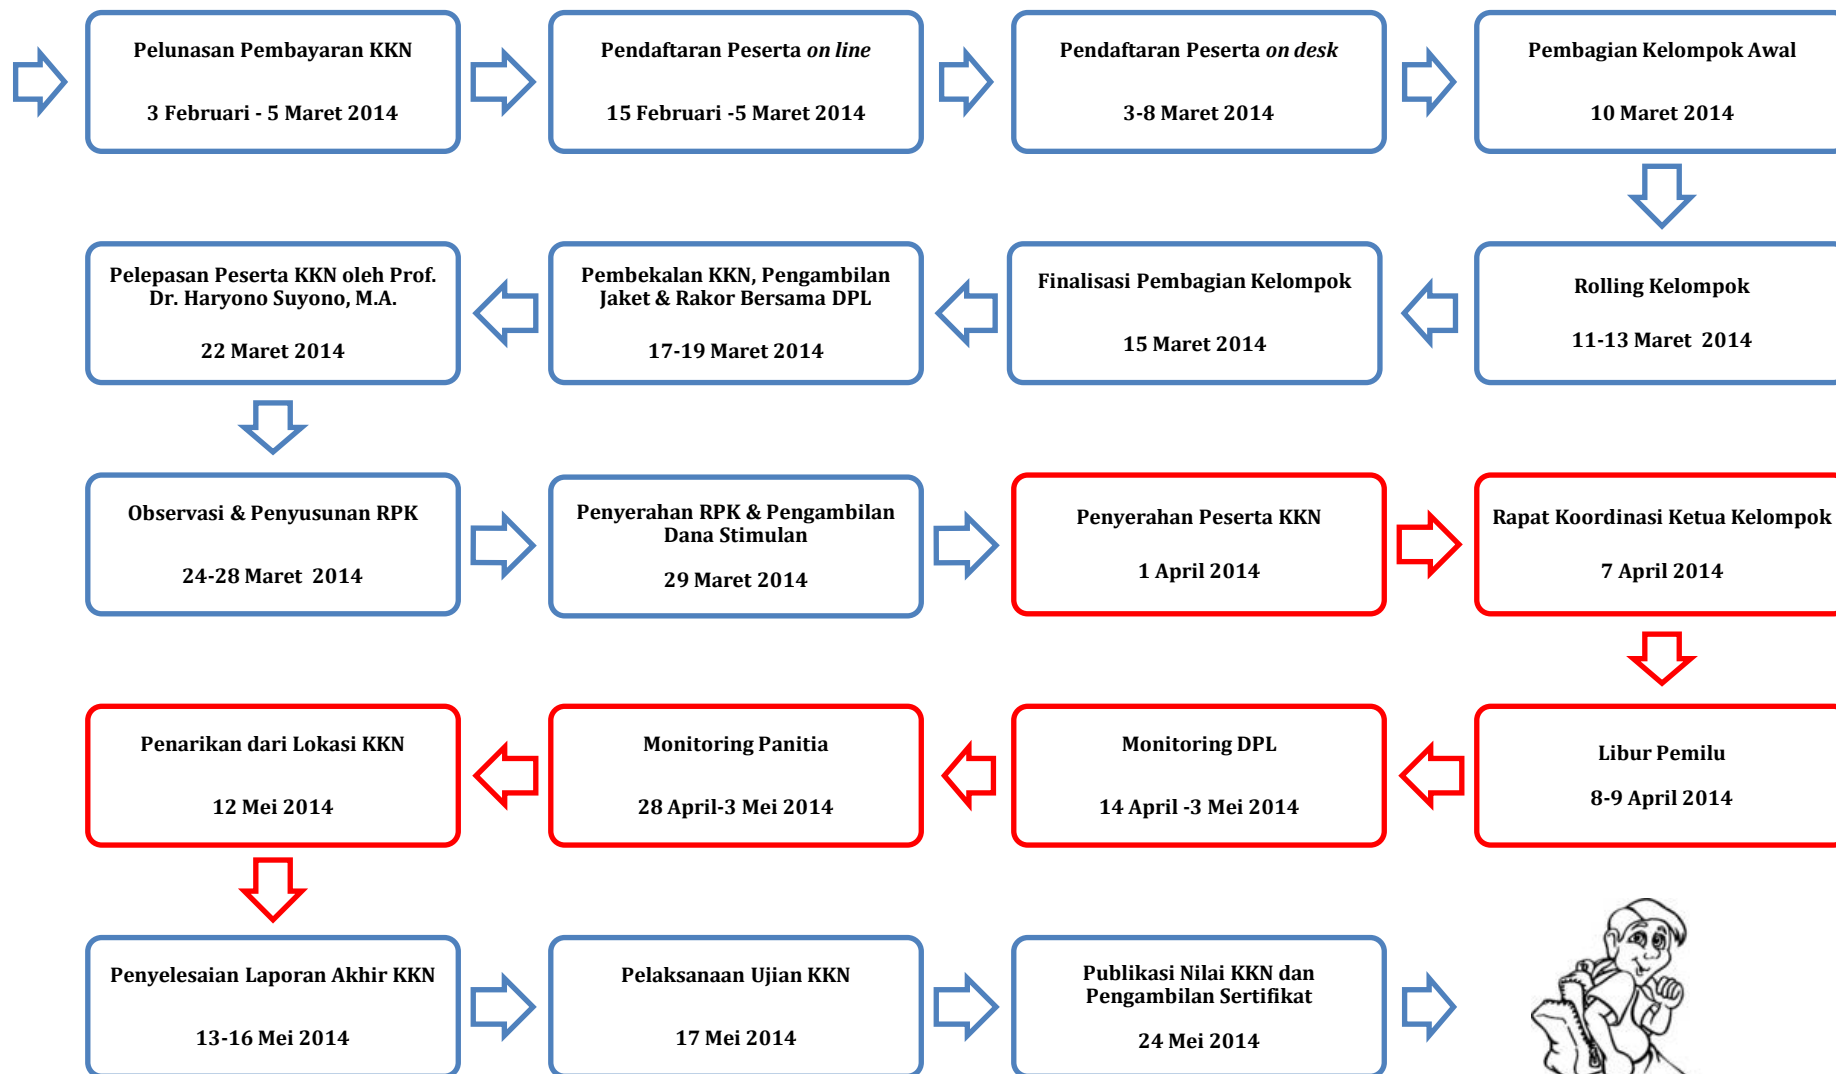 Pelunasan Pembayaran KKN
3 Februari - 5 Maret 2014
Pendaftaran Peserta on line
15 Februari -5 Maret 2014
Pendaftaran Peserta on desk
3-8 Maret 2014
Pembagian Kelompok Awal
10 Maret 2014
Rolling Kelompok
11-13 Maret 2014
Finalisasi Pembagian Kelompok
15 Maret 2014
Pembekalan KKN, Pengambilan
Jaket & Rakor Bersama DPL
17-19 Maret 2014
Pelepasan Peserta KKN oleh Prof.
Dr. Haryono Suyono, M.A.
22 Maret 2014
Observasi & Penyusunan RPK
24-28 Maret 2014
Penyerahan RPK & Pengambilan
Dana Stimulan
29 Maret 2014
Penyerahan Peserta KKN
1 April 2014
Rapat Koordinasi Ketua Kelompok
7 April 2014
Libur Pemilu
8-9 April 2014
Monitoring DPL
14 April -3 Mei 2014
Monitoring Panitia
28 April-3 Mei 2014
Penarikan dari Lokasi KKN
12 Mei 2014
Penyelesaian Laporan Akhir KKN
13-16 Mei 2014
Pelaksanaan Ujian KKN
17 Mei 2014
Publikasi Nilai KKN dan
Pengambilan Sertifikat
24 Mei 2014